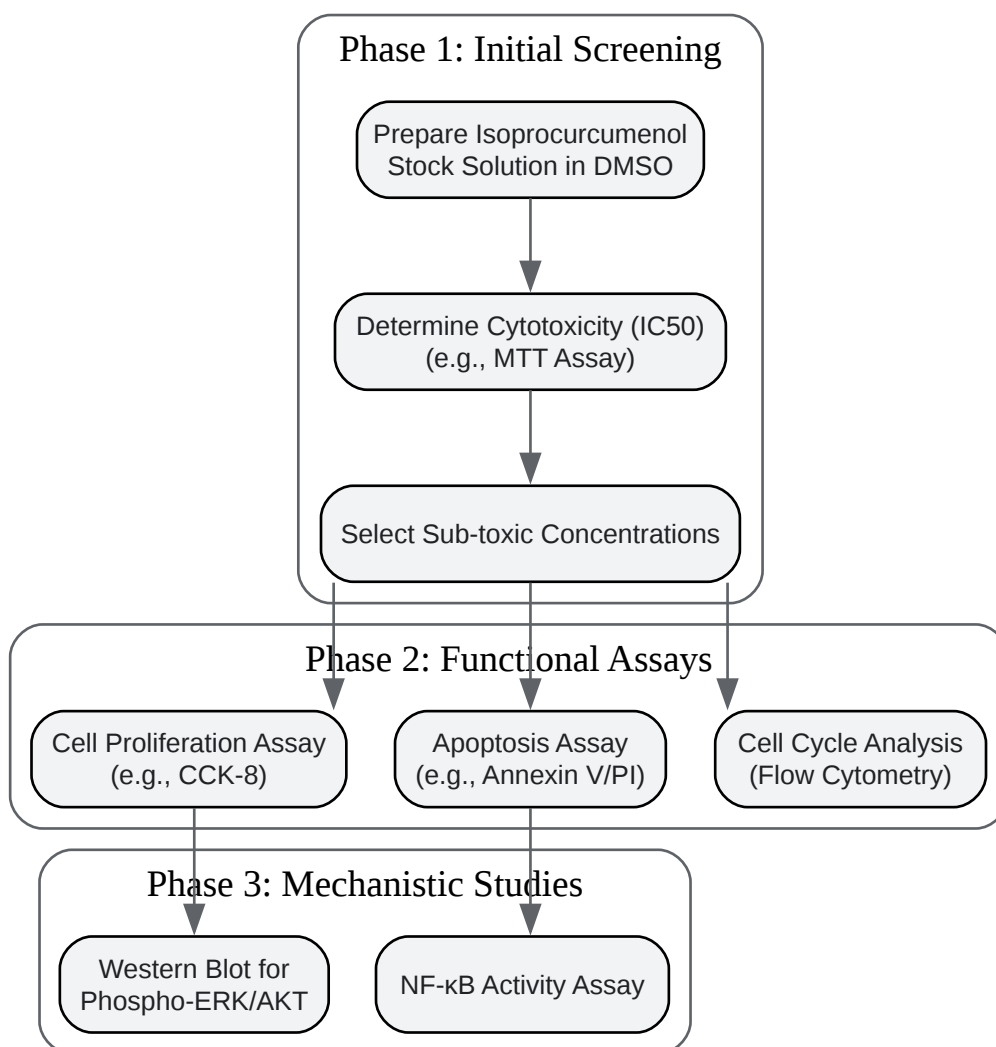 Phase 1: Initial Screening
Prepare Isoprocurcumenol
Stock Solution in DMSO
Determine Cytotoxicity (IC50)
(e.g., MTT Assay)
Select Sub-toxic Concentrations
Phase 2: Functional Assays
Cell Proliferation Assay
(e.g., CCK-8)
Apoptosis Assay
(e.g., Annexin V/PI)
Cell Cycle Analysis
(Flow Cytometry)
Phase 3: Mechanistic Studies
Western Blot for
Phospho-ERK/AKT
NF-κB Activity Assay